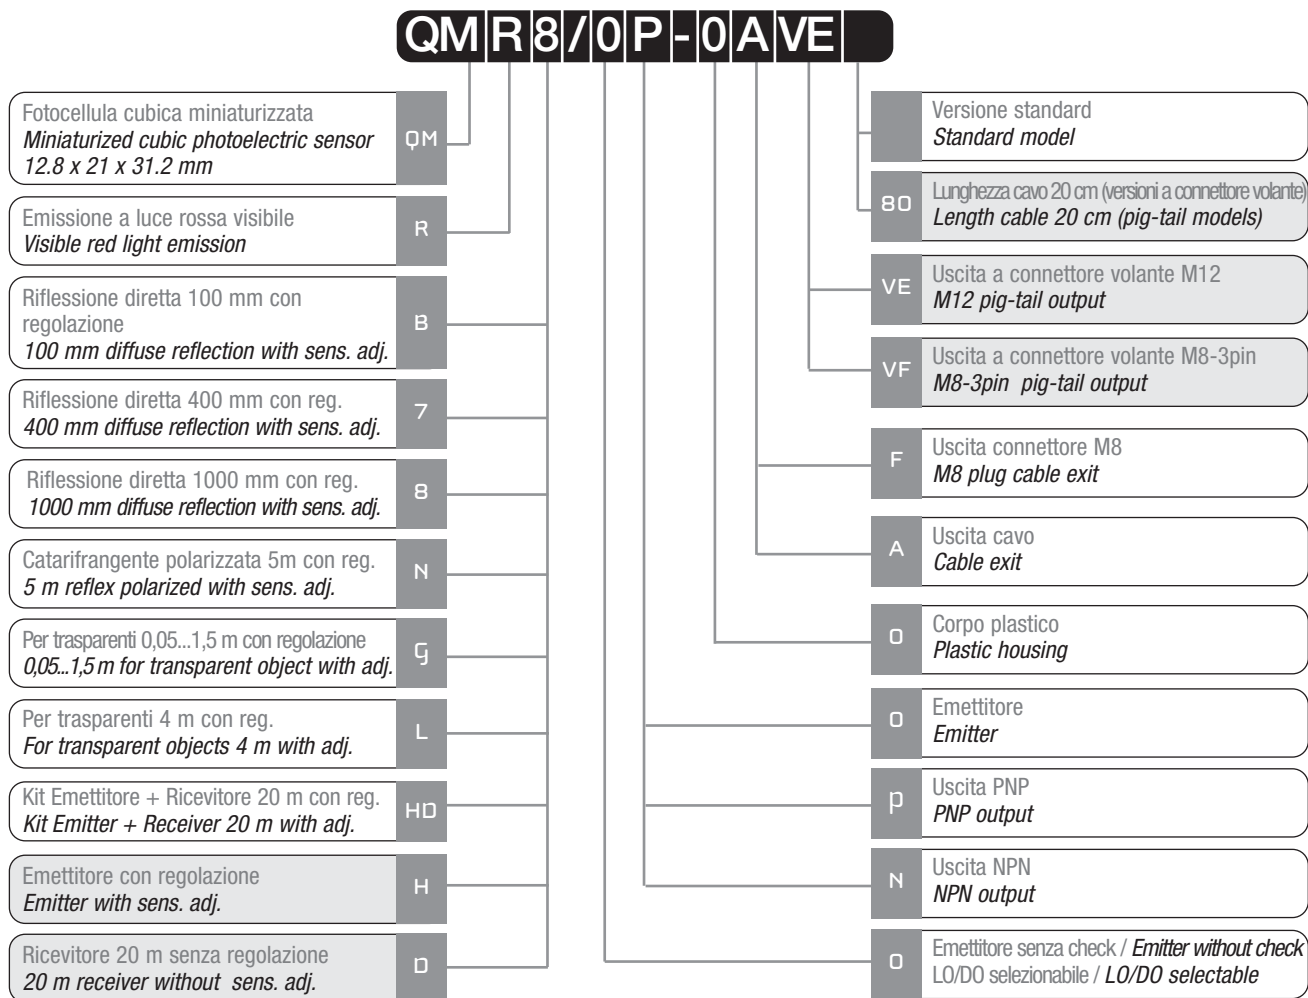 QMR8/0P-0AVE
Fotocellula cubica miniaturizzata
Miniaturized cubic photoelectric sensor
12.8 x 21 x 31.2 mm
QM
Emissione a luce rossa visibile
Visible red light emission
R
Riflessione diretta 100 mm con
regolazione
100 mm diffuse reflection with sens. adj.
B
Riflessione diretta 400 mm con reg.
400 mm diffuse reflection with sens. adj.
7
Riflessione diretta 1000 mm con reg.
1000 mm diffuse reflection with sens. adj.
8
Catarifrangente polarizzata 5m con reg.
5 m reflex polarized with sens. adj.
N
Per trasparenti 0,05...1,5 m con regolazione
0,05...1,5 m for transparent object with adj.
G
Per trasparenti 4 m con reg.
For transparent objects 4 m with adj.
L
Kit Emettitore + Ricevitore 20 m con reg.
Kit Emitter + Receiver 20 m with adj.
HD
Emettitore con regolazione
Emitter with sens. adj.
H
Ricevitore 20 m senza regolazione
20 m receiver without sens. adj.
D
Versione standard
Standard model
80
Lunghezza cavo 20 cm (versioni a connettore volante)
Length cable 20 cm (pig-tail models)
VE
Uscita a connettore volante M12
M12 pig-tail output
VF
Uscita a connettore volante M8-3pin
M8-3pin pig-tail output
F
Uscita connettore M8
M8 plug cable exit
A
Uscita cavo
Cable exit
0
Corpo plastico
Plastic housing
0
Emettitore
Emitter
P
Uscita PNP
PNP output
N
Uscita NPN
NPN output
0
Emettitore senza check / Emitter without check
LO/DO selezionabile / LO/DO selectable